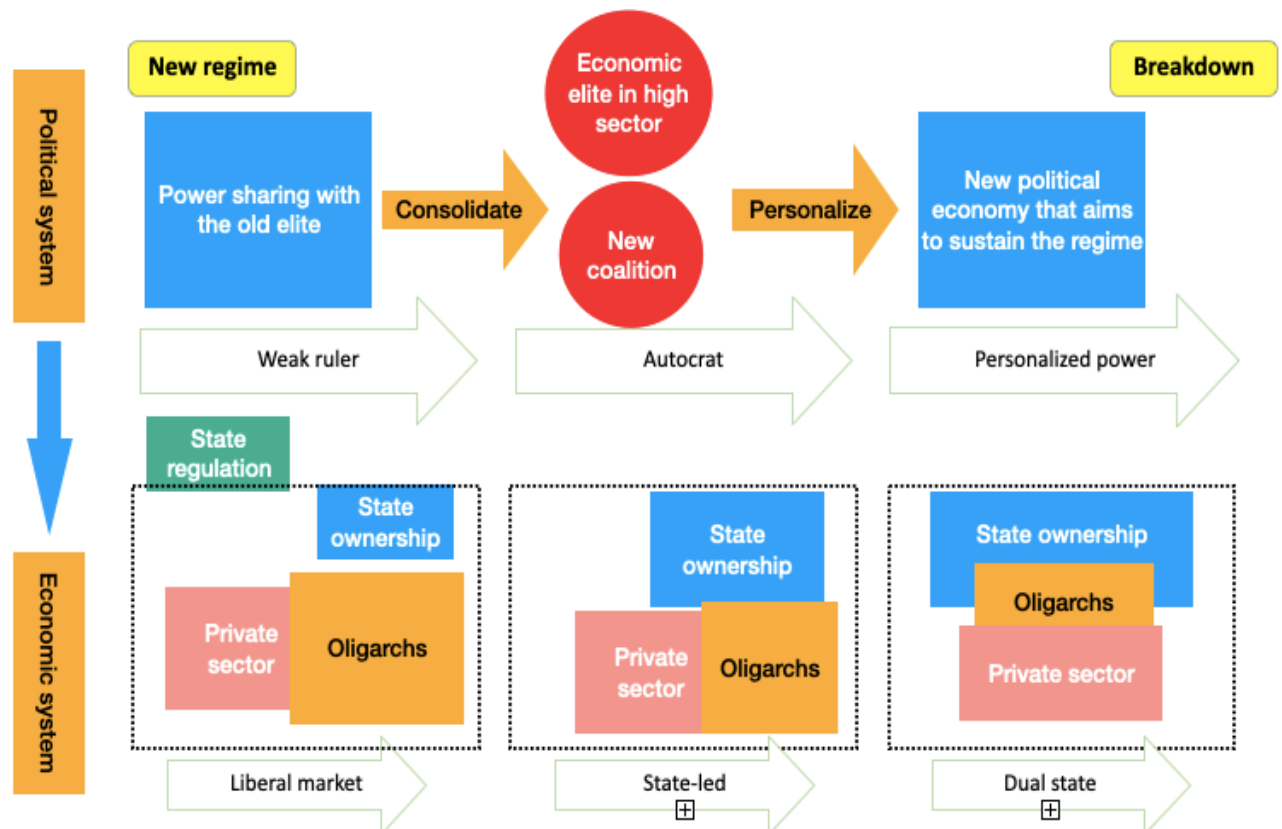 New regime
Breakdown
Political system
Power sharing with
the old elite
Consolidate
Economic
elite in high
sector
New
coalition
Personalize
New political
economy that aims
to sustain the regime
Weak ruler
Autocrat
Personalized power
Economic system
State
regulation
State
ownership
Private
sector
Oligarchs
State
ownership
Private
sector
Oligarchs
State ownership
Oligarchs
Private sector
Liberal market
State-led
Dual state